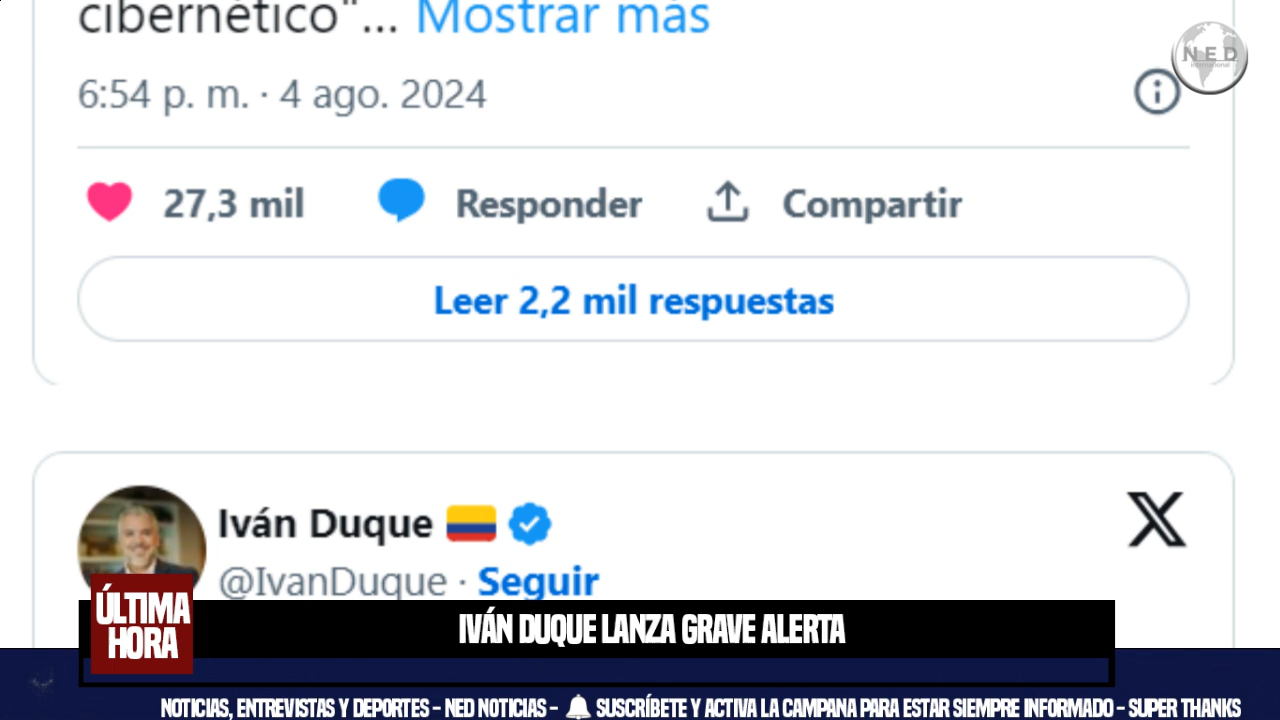 cibernético"... Mostrar más
NED
international
6:54 p. m. · 4 ago. 2024
27,3 mil Responder Compartir
Leer 2,2 mil respuestas
Iván Duque
@IvanDuque · Seguir
ÚLTIMA
HORA
IVÁN DUQUE LANZA GRAVE ALERTA
NOTICIAS, ENTREVISTAS Y DEPORTES - NED NOTICIAS - SUSCRÍBETE Y ACTIVA LA CAMPANA PARA ESTAR SIEMPRE INFORMADO - SUPER THANKS